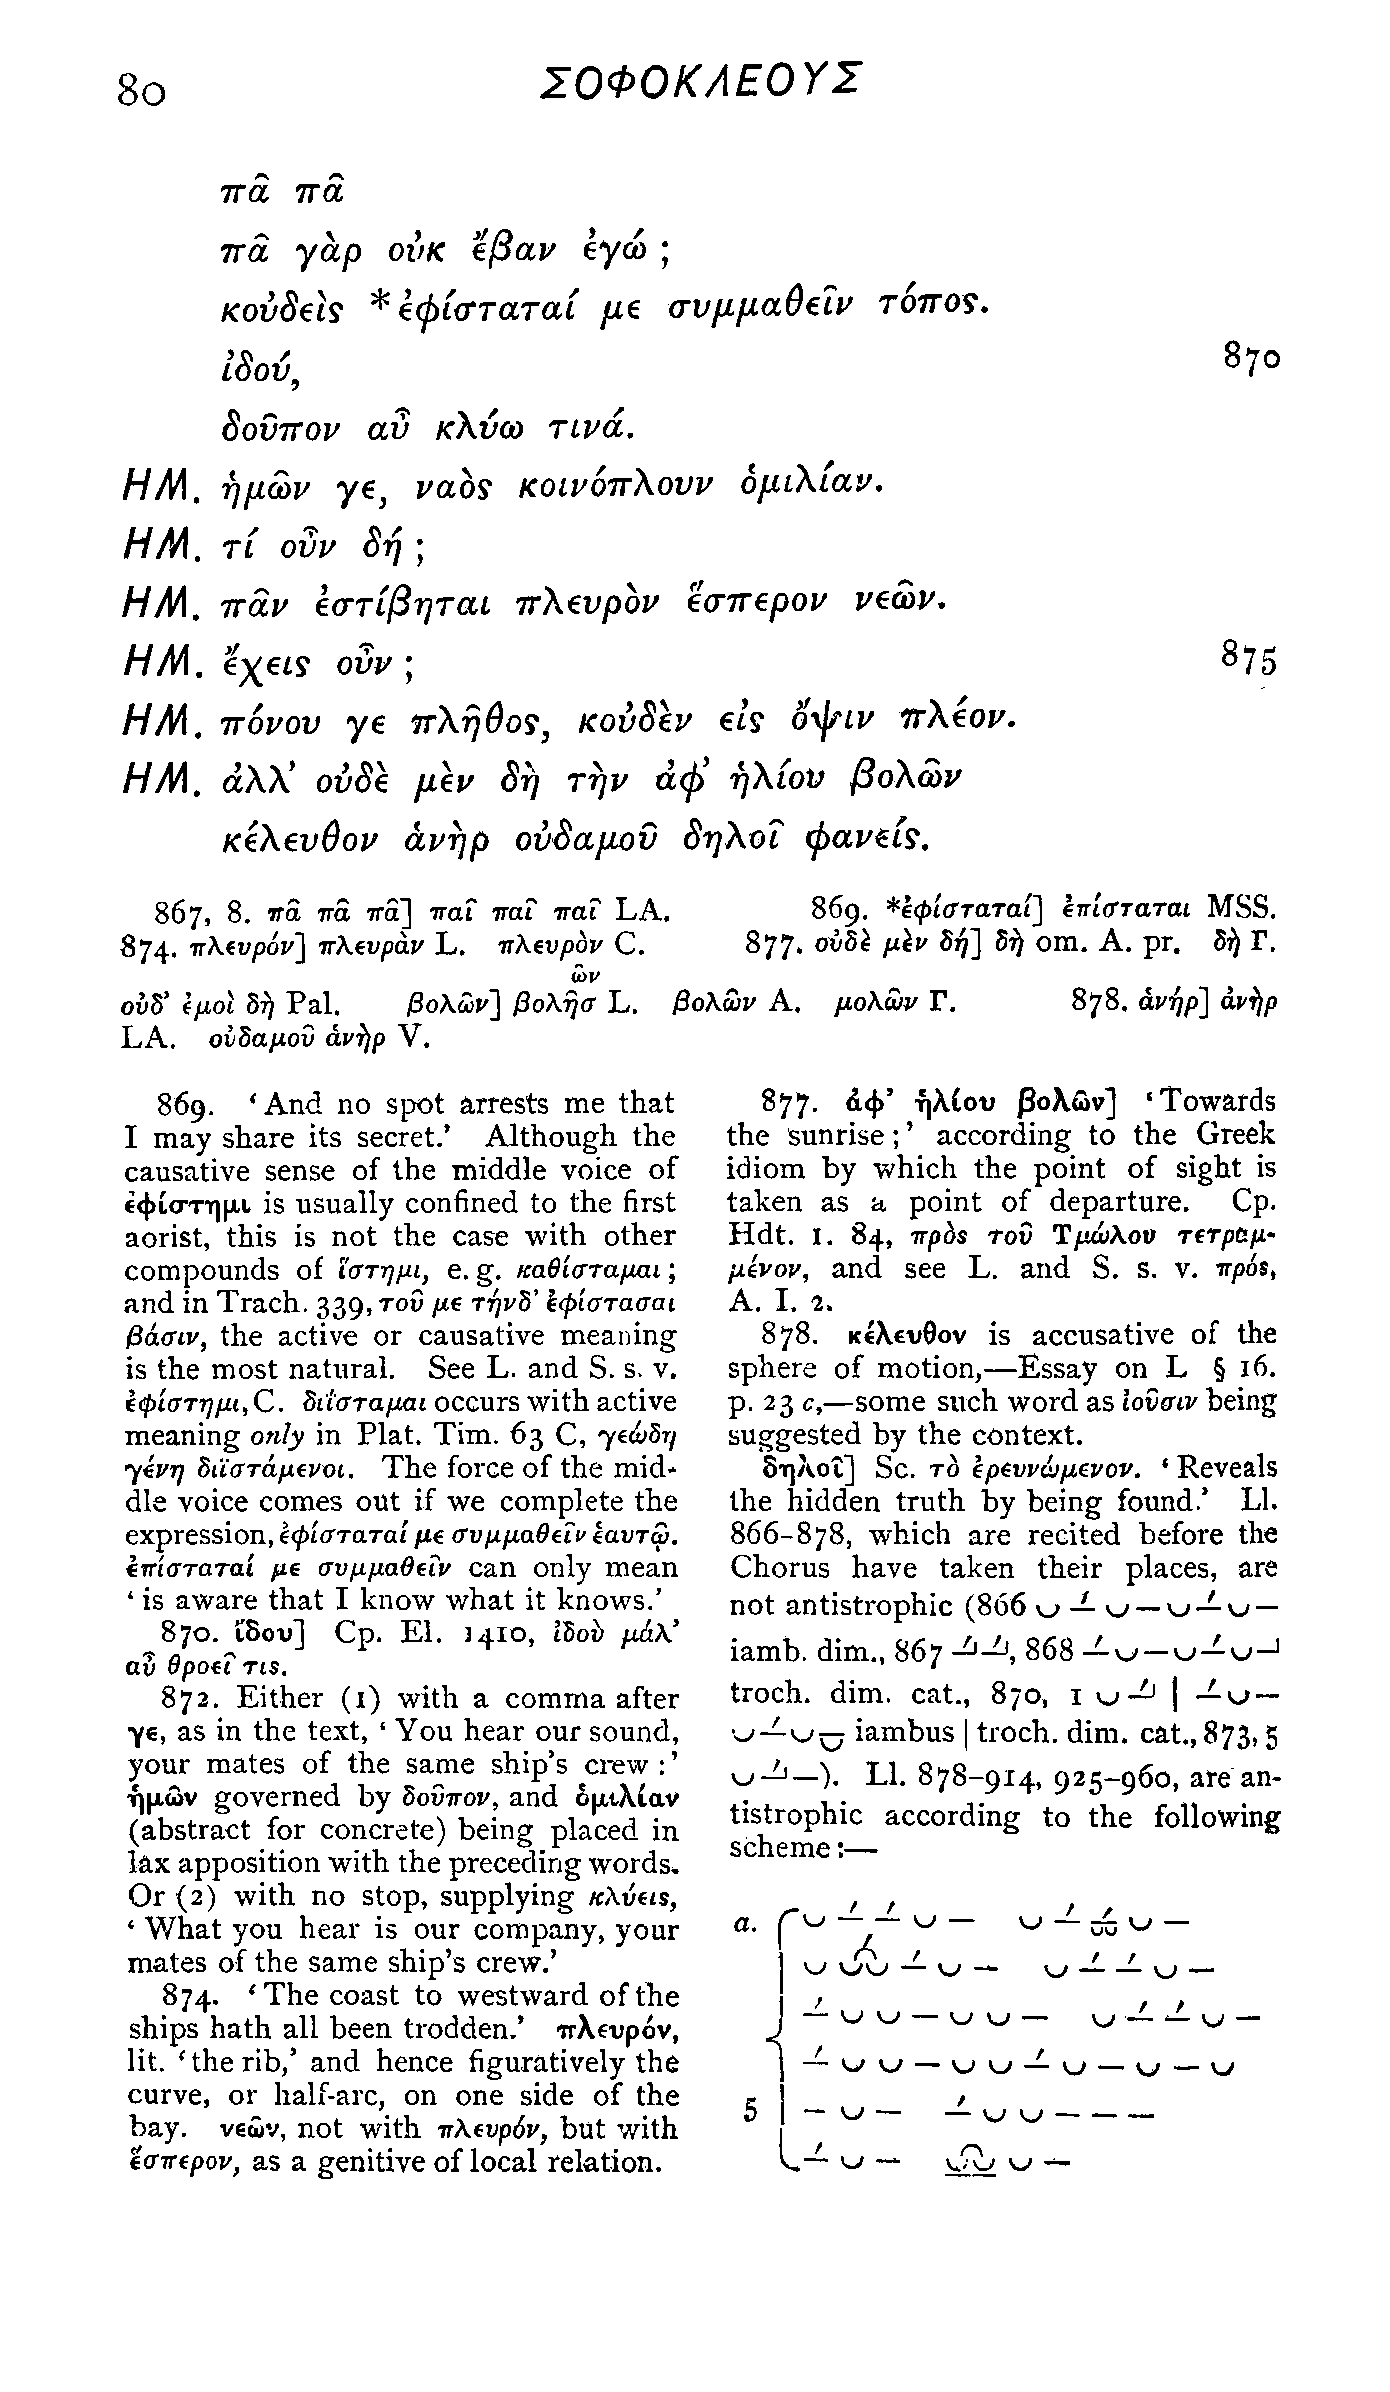 80 ΣΟΦΟΚΛΕΟΥΣ
πᾶ πᾶ
πᾶ γὰρ οὐκ ἔβαν ἐγώ ;
κοὐδεὶς *ἐφίσταταί με συμμαθεῖν τόπος.
ἰδού, 870
δοῦπον αὖ κλύω τινά.
ΗΜ. ἡμῶν γε, ναὸς κοινόπλουν ὁμιλίαν.
ΗΜ. τί οὖν δή ;
ΗΜ. πᾶν ἐστίβηται πλευρὸν ἕσπερον νεῶν.
ΗΜ. ἔχεις οὖν ; 875
ΗΜ. πόνου γε πλῆθος, κοὐδὲν εἰς ὄψιν πλέον.
ΗΜ. ἀλλ’ οὐδὲ μὲν δὴ τὴν ἀφ’ ἡλίου βολῶν
κέλευθον ἁνὴρ οὐδαμοῦ δηλοῖ φανείς.
867, 8. πᾶ πᾶ πᾶ] παῖ παῖ παῖ LA. 869. *ἐφίσταταί] ἐπίσταται MSS.
874. πλευρόν] πλευρὰν L. πλευρὸν C. 877. οὐδὲ μὲν δή] δὴ om. A. pr. δὴ Γ.
ῶν
οὐδ’ ἐμοὶ δὴ Pal. βολῶν] βολῆσ L. βολῶν A. μολῶν Γ. 878. ἁνήρ] ἀνὴρ
LA. οὐδαμοῦ ἁνὴρ V.
869. ‘And no spot arrests me that
I may share its secret.’ Although the
causative sense of the middle voice of
ἐφίστημι is usually confined to the first
aorist, this is not the case with other
compounds of ἵστημι, e. g. καθίσταμαι ;
and in Trach. 339, τοῦ με τήνδ’ ἐφίστασαι
βάσιν, the active or causative meaning
is the most natural. See L. and S. s. v.
ἐφίστημι, C. διΐσταμαι occurs with active
meaning only in Plat. Tim. 63 C, γεώδη
γένη διϊστάμενοι. The force of the mid-
dle voice comes out if we complete the
expression, ἐφίσταταί με συμμαθεῖν ἑαυτῷ.
ἐπίσταταί με συμμαθεῖν can only mean
‘is aware that I know what it knows.’
870. ἴδου] Cp. El. 1410, ἰδοὺ μάλ’
αὖ θροεῖ τις.
872. Either (1) with a comma after
γε, as in the text, ‘You hear our sound,
your mates of the same ship's crew :’
ἡμῶν governed by δοῦπον, and ὁμιλίαν
(abstract for concrete) being placed in
lax apposition with the preceding words.
Or (2) with no stop, supplying κλύεις,
‘What you hear is our company, your
mates of the same ship's crew.’
874. ‘The coast to westward of the
ships hath all been trodden.’ πλευρόν,
lit. ‘the rib,’ and hence figuratively the
curve, or half-arc, on one side of the
bay. νεῶν, not with πλευρόν, but with
ἕσπερον, as a genitive of local relation.
877. ἀφ’ ἡλίου βολῶν] ‘Towards
the sunrise ;’ according to the Greek
idiom by which the point of sight is
taken as a point of departure. Cp.
Hdt. 1. 84, πρὸς τοῦ Τμώλου τετραμ-
μένον, and see L. and S. s. v. πρός,
A. I. 2.
878. κέλευθον is accusative of the
sphere of motion,—Essay on L § 16.
p. 23 c,—some such word as ἰοῦσιν being
suggested by the context.
δηλοῖ] Sc. τὸ ἐρευνώμενον. ‘Reveals
the hidden truth by being found.’ Ll.
866-878, which are recited before the
Chorus have taken their places, are
not antistrophic (866 ⏑ –́ ⏑ – ⏑ –́ ⏑ –
iamb. dim., 867 –́ –́, 868 –́ ⏑ – ⏑ –́ ⏑ –
troch. dim. cat., 870, 1 ⏑ –́ | –́ ⏑ –
⏑ –́ ⏑ ⏓ iambus | troch. dim. cat., 873, 5
⏑ –́ –). Ll. 878-914, 925-960, are an-
tistrophic according to the following
scheme :—
a. ⏑ –́ –́ ⏑ – ⏑ –́ –́ ⏑ –
⏑ ⏑́⏑ –́ ⏑ – ⏑ –́ –́ ⏑ –
–́ ⏑ ⏑ – ⏑ ⏑ – ⏑ –́ –́ ⏑ –
–́ ⏑ ⏑ – ⏑ ⏑ –́ ⏑ – ⏑ – ⏑
5 – ⏑ – –́ ⏑ ⏑ – – –
–́ ⏑ – ⏑⏑ ⏑ –